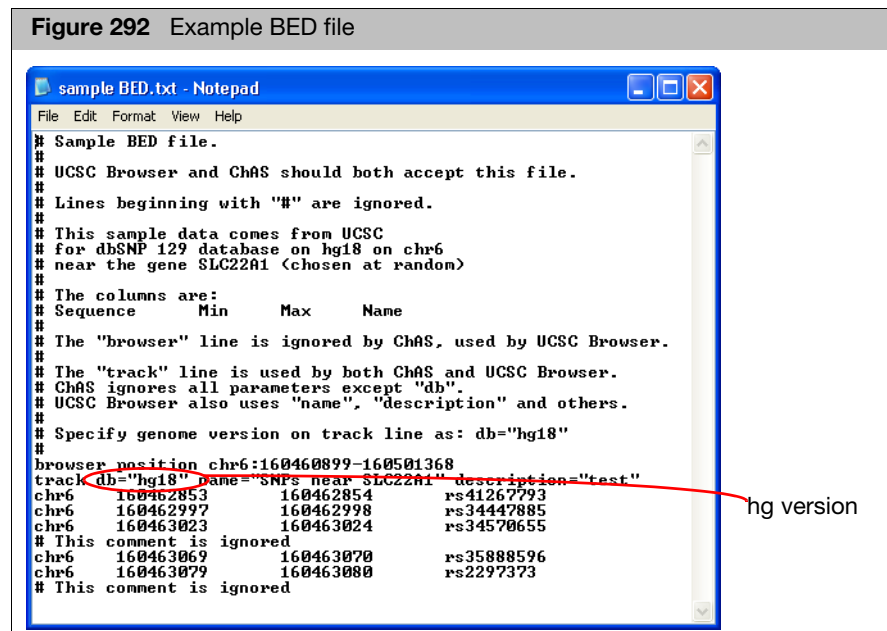 Figure 292 Example BED file
sample BED.txt - Notepad
File Edit Format View Help
# Sample BED file.
#
# UCSC Browser and ChAS should both accept this file.
#
# Lines beginning with "#" are ignored.
#
# This sample data comes from UCSC
# for dbSNP 129 database on hg18 on chr6
# near the gene SLC22A1 (chosen at random)
#
# The columns are:
# Sequence Min Max Name
#
# The "browser" line is ignored by ChAS, used by UCSC Browser.
#
# The "track" line is used by both ChAS and UCSC Browser.
# ChAS ignores all parameters except "db".
# UCSC Browser also uses "name", "description" and others.
#
# Specify genome version on track line as: db="hg18"
#
browser position chr6:160460899-160501368
track db="hg18" name="SNPs near SLC22A1" description="test"
chr6 160462853 160462854 rs41267793
chr6 160462997 160462998 rs34447885
chr6 160463023 160463024 rs34570655
# This comment is ignored
chr6 160463069 160463070 rs35888596
chr6 160463079 160463080 rs2297373
# This comment is ignored
hg version